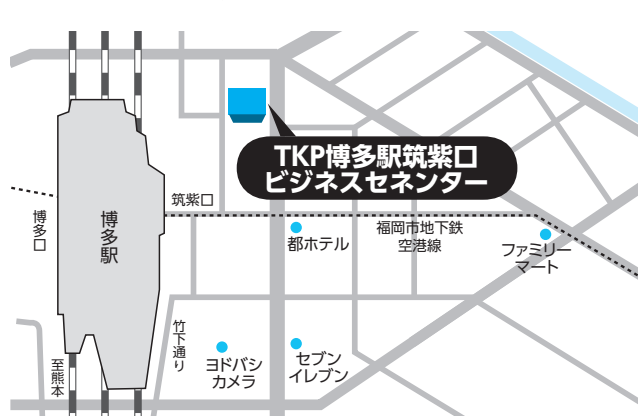 TKP博多駅筑紫口
ビジネスセネンター
筑紫口
博多口
博多駅
都ホテル
福岡市地下鉄
空港線
ファミリー
マート
竹下通り
ヨドバシ
カメラ
セブン
イレブン
至熊本